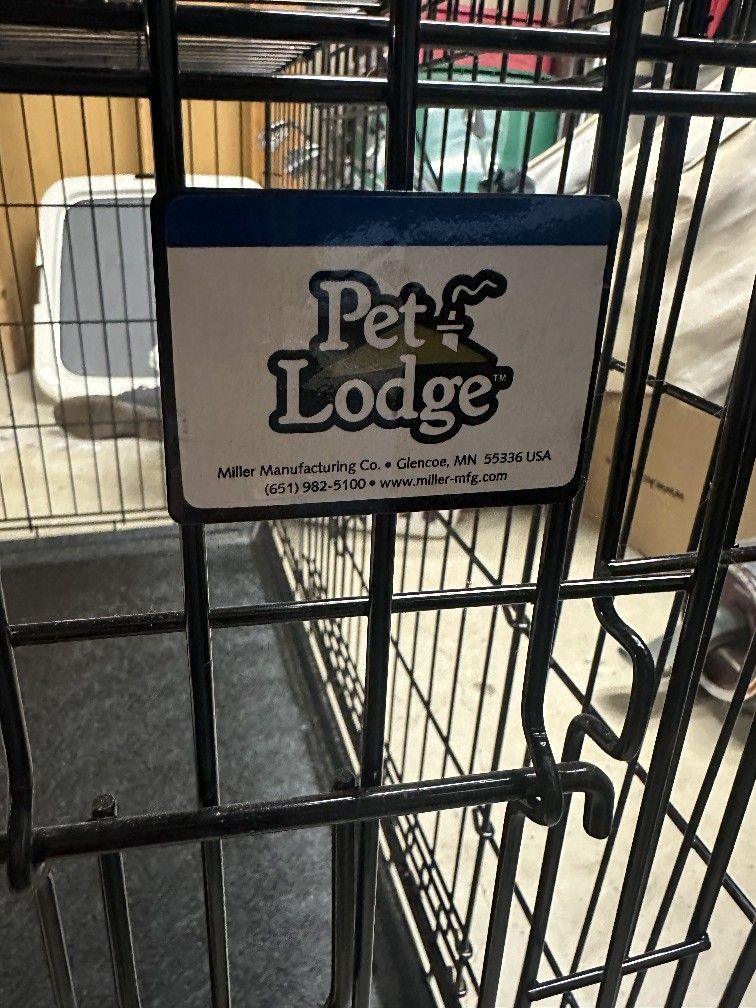 Pet
Lodge™
Miller Manufacturing Co. • Glencoe, MN 55336 USA
(651) 982-5100 • www.miller-mfg.com